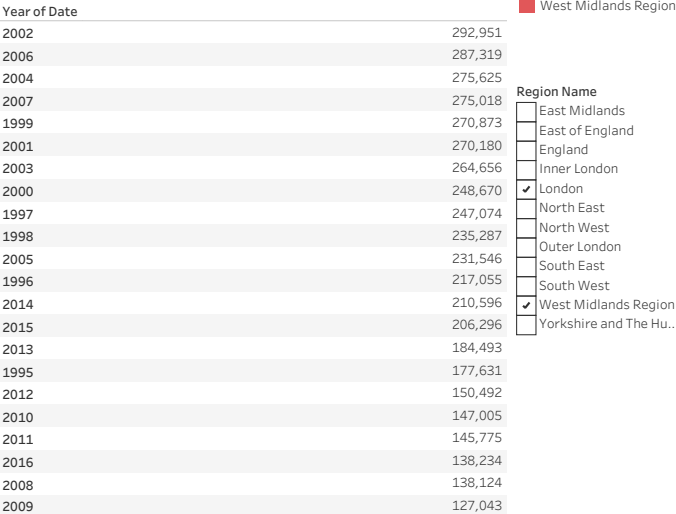 Year of Date
2002 292,951
2006 287,319
2004 275,625
2007 275,018
1999 270,873
2001 270,180
2003 264,656
2000 248,670
1997 247,074
1998 235,287
2005 231,546
1996 217,055
2014 210,596
2015 206,296
2013 184,493
1995 177,631
2012 150,492
2010 147,005
2011 145,775
2016 138,234
2008 138,124
2009 127,043
West Midlands Region
Region Name
East Midlands
East of England
England
Inner London
London
North East
North West
Outer London
South East
South West
West Midlands Region
Yorkshire and The Hu..